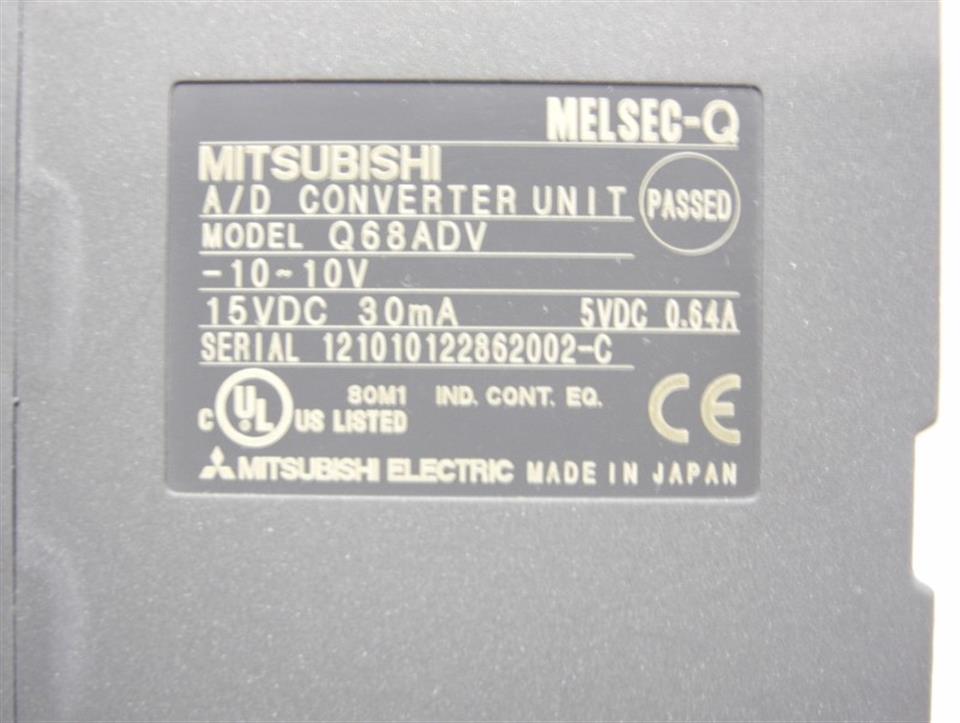 MELSEC-Q
MITSUBISHI
A/D CONVERTER UNIT PASSED
MODEL Q68ADV
-10~10V
15VDC 30mA 5VDC 0.64A
SERIAL 121010122862002-C
80M1 IND. CONT. EQ.
C UL US LISTED CE
MITSUBISHI ELECTRIC MADE IN JAPAN